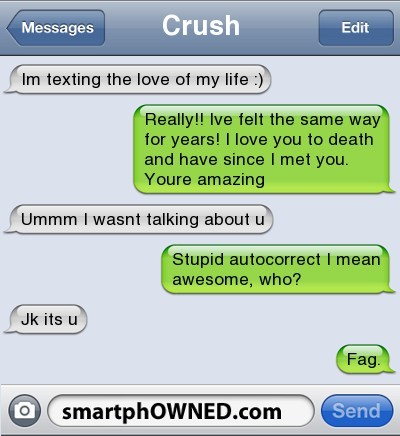 Messages
Crush
Edit
Im texting the love of my life :)
Really!! Ive felt the same way
for years! I love you to death
and have since I met you.
Youre amazing
Ummm I wasnt talking about u
Stupid autocorrect I mean
awesome, who?
Jk its u
Fag.
smartphOWNED.com
Send